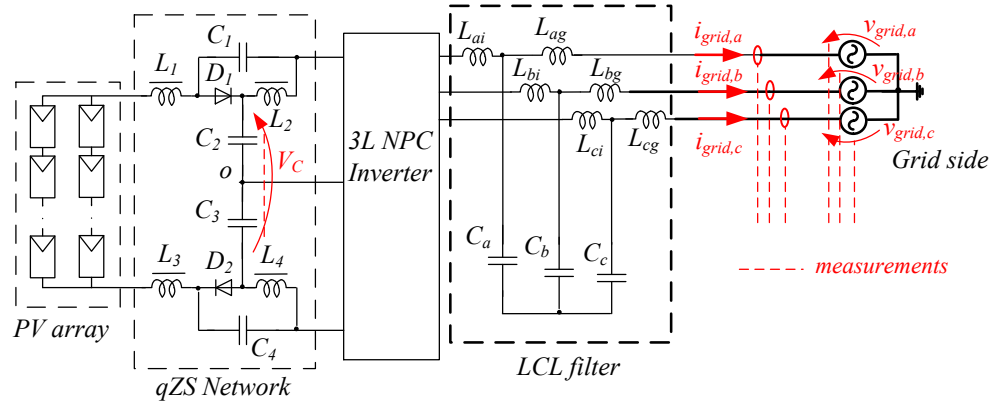 C1
L1
D1
L2
C2
o
VC
C3
L3
D2
L4
C4
PV array
qZS Network
3L NPC
Inverter
Lai
Lag
Lbi
Lbg
Lci
Lcg
Ca
Cb
Cc
LCL filter
igrid,a
igrid,b
igrid,c
vgrid,a
vgrid,b
vgrid,c
Grid side
measurements